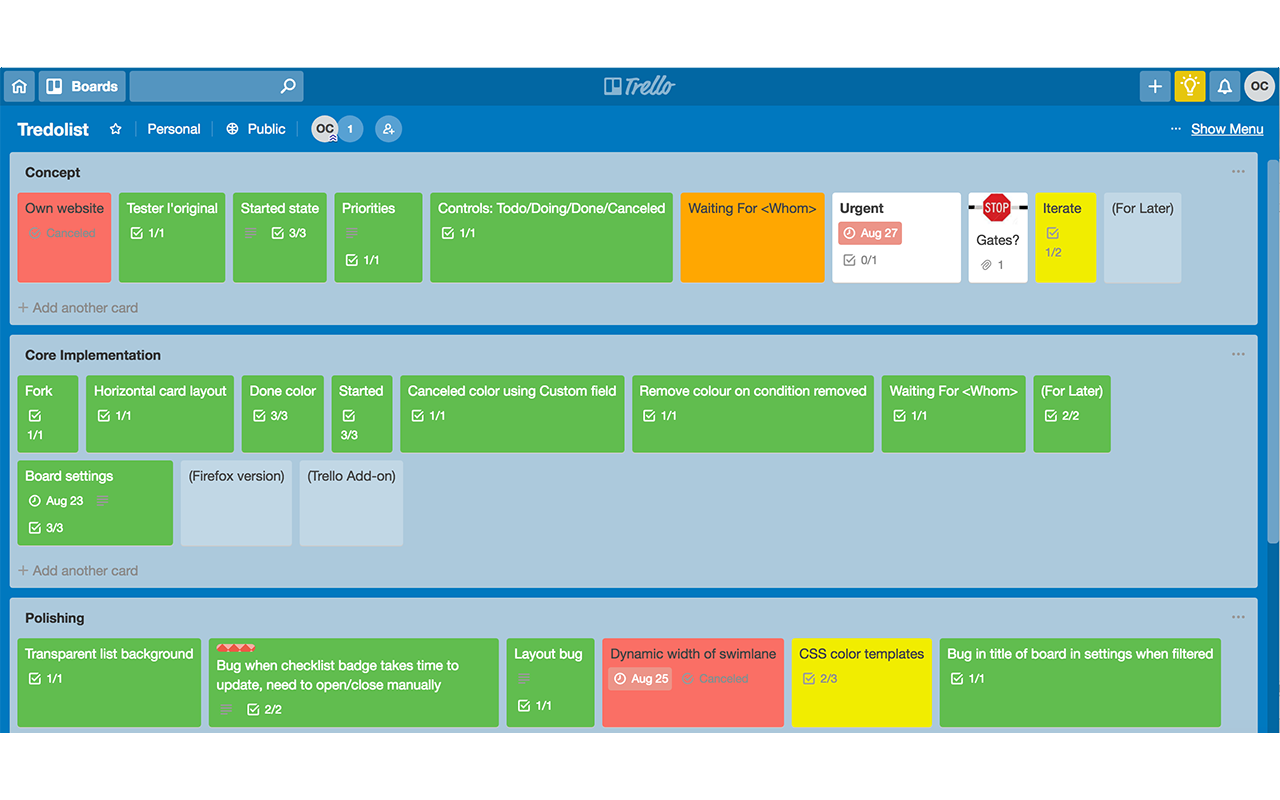 Boards
Trello
OC
Tredolist
Personal
Public
OC
1
Show Menu
Concept
Own website
Canceled
Tester l'original
1/1
Started state
3/3
Priorities
1/1
Controls: Todo/Doing/Done/Canceled
1/1
Waiting For <Whom>
Urgent
Aug 27
0/1
STOP
Gates?
1
Iterate
1/2
(For Later)
+ Add another card
Core Implementation
Fork
1/1
Horizontal card layout
1/1
Done color
3/3
Started
3/3
Canceled color using Custom field
1/1
Remove colour on condition removed
1/1
Waiting For <Whom>
1/1
(For Later)
2/2
Board settings
Aug 23
3/3
(Firefox version)
(Trello Add-on)
+ Add another card
Polishing
Transparent list background
1/1
Bug when checklist badge takes time to
update, need to open/close manually
2/2
Layout bug
1/1
Dynamic width of swimlane
Aug 25
Canceled
CSS color templates
2/3
Bug in title of board in settings when filtered
1/1